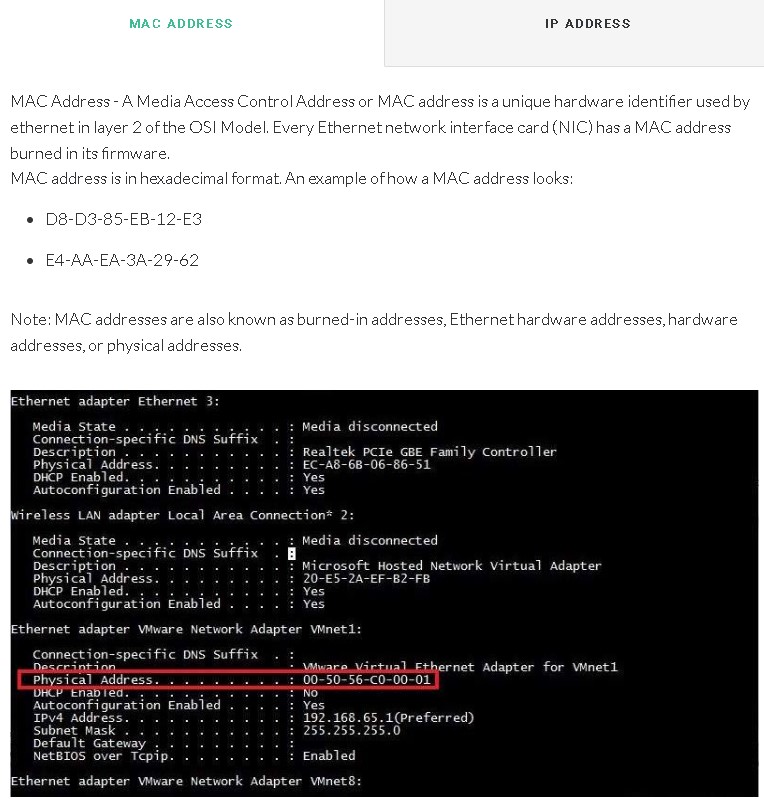 MAC ADDRESS
IP ADDRESS
MAC Address - A Media Access Control Address or MAC address is a unique hardware identifier used by
ethernet in layer 2 of the OSI Model. Every Ethernet network interface card (NIC) has a MAC address
burned in its firmware.
MAC address is in hexadecimal format. An example of how a MAC address looks:
• D8-D3-85-EB-12-E3
• E4-AA-EA-3A-29-62
Note: MAC addresses are also known as burned-in addresses, Ethernet hardware addresses, hardware
addresses, or physical addresses.
Ethernet adapter Ethernet 3:
Media State . . . . . . . . . . . : Media disconnected
Connection-specific DNS Suffix . :
Description . . . . . . . . . . . : Realtek PCIe GBE Family Controller
Physical Address. . . . . . . . . : EC-A8-6B-06-86-51
DHCP Enabled. . . . . . . . . . . : Yes
Autoconfiguration Enabled . . . . : Yes
Wireless LAN adapter Local Area Connection* 2:
Media State . . . . . . . . . . . : Media disconnected
Connection-specific DNS Suffix . :
Description . . . . . . . . . . . : Microsoft Hosted Network Virtual Adapter
Physical Address. . . . . . . . . : 20-E5-2A-EF-B2-FB
DHCP Enabled. . . . . . . . . . . : Yes
Autoconfiguration Enabled . . . . : Yes
Ethernet adapter VMware Network Adapter VMnet1:
Connection-specific DNS Suffix . :
Description . . . . . . . . . . . : VMware Virtual Ethernet Adapter for VMnet1
Physical Address. . . . . . . . . : 00-50-56-C0-00-01
DHCP Enabled. . . . . . . . . . . : No
Autoconfiguration Enabled . . . . : Yes
IPv4 Address. . . . . . . . . . . : 192.168.65.1(Preferred)
Subnet Mask . . . . . . . . . . . : 255.255.255.0
Default Gateway . . . . . . . . . :
NetBIOS over Tcpip. . . . . . . . : Enabled
Ethernet adapter VMware Network Adapter VMnet8: